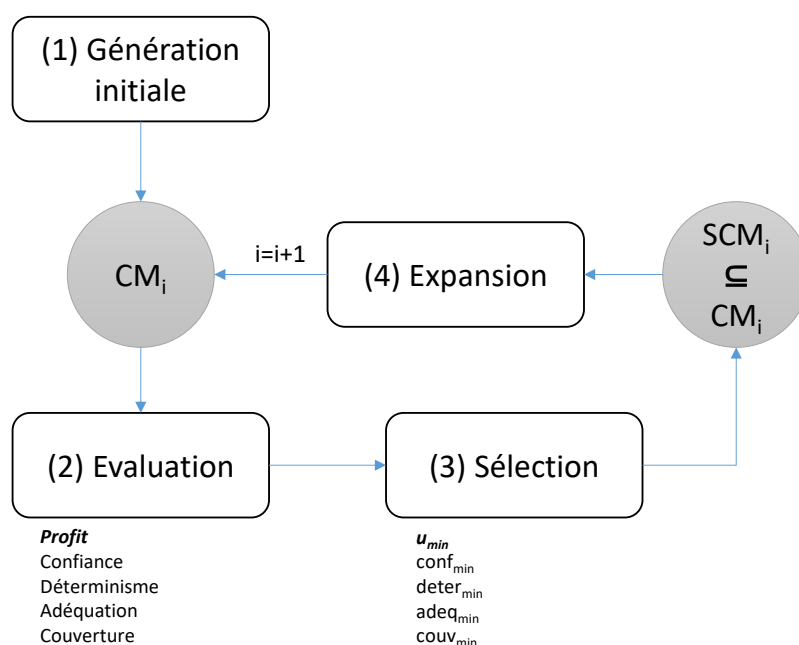 (1) Génération
initiale
CMi
i=i+1
(4) Expansion
SCMi
⊆
CMi
(2) Evaluation
(3) Sélection
Profit
Confiance
Déterminisme
Adéquation
Couverture
umin
confmin
determin
adeqmin
couvmin